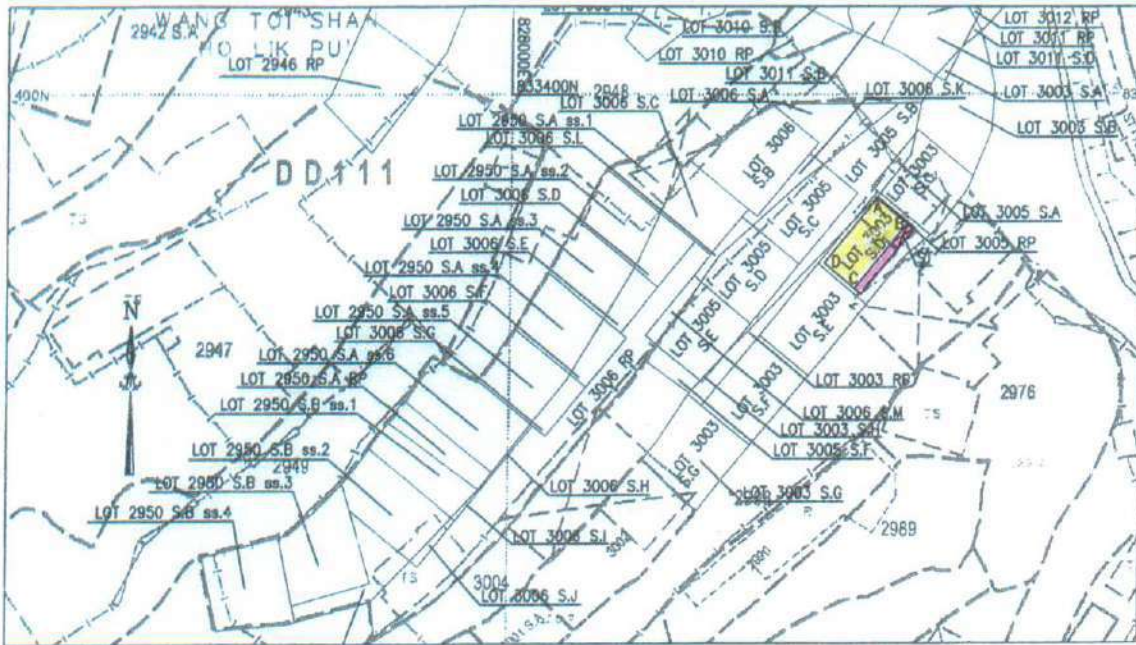 WANG TOI SHAN
HO LIK PUI
2942 S.A
LOT 2946 RP
400N
828000E
833400N
2948
DD111
LOT 3010 S.B
LOT 3010 RP
LOT 3011 S.B
LOT 3006 S.A
LOT 3006 S.C
LOT 3012 RP
LOT 3011 RP
LOT 3011 S.D
LOT 3003 S.A
LOT 3003 S.B
LOT 3006 S.K
LOT 2950 S.A ss.1
LOT 3006 S.L
LOT 2950 S.A ss.2
LOT 3006 S.D
LOT 2950 S.A ss.3
LOT 3006 S.E
LOT 2950 S.A ss.4
LOT 3006 S.F
LOT 2950 S.A ss.5
LOT 3006 S.G
LOT 2950 S.A ss.6
LOT 2950 S.A RP
LOT 2950 S.B ss.1
LOT 2950 S.B ss.2
2949
LOT 2950 S.B ss.3
LOT 2950 S.B ss.4
N
2947
LOT 3006 S.B
LOT 3005 S.B
LOT 3005 S.C
LOT 3005 S.D
LOT 3005 S.E
LOT 3003 S.C
LOT 3003 S.D
A
D
C
LOT 3005 S.A
LOT 3005 RP
LOT 3003 S.E
LOT 3003 S.F
LOT 3003 S.G
LOT 3006 RP
LOT 3003 RP
LOT 3006 S.M
LOT 3003 S.H
LOT 3005 S.F
LOT 3003 S.G
LOT 3006 S.H
LOT 3006 S.I
LOT 3006 S.J
3004
3002
2976
2989
TS
TS
TS